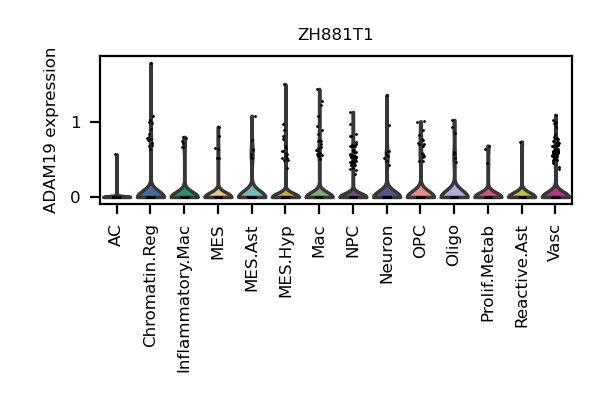 ZH881T1
ADAM19 expression
1
0
AC
Chromatin.Reg
Inflammatory.Mac
MES
MES.Ast
MES.Hyp
Mac
NPC
Neuron
OPC
Oligo
Prolif.Metab
Reactive.Ast
Vasc